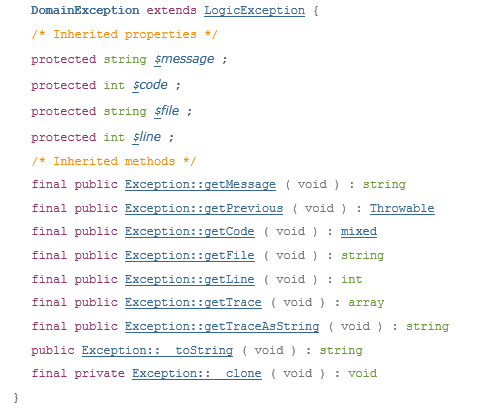 DomainException extends LogicException {
/* Inherited properties */
protected string $message ;
protected int $code ;
protected string $file ;
protected int $line ;
/* Inherited methods */
final public Exception::getMessage ( void ) : string
final public Exception::getPrevious ( void ) : Throwable
final public Exception::getCode ( void ) : mixed
final public Exception::getFile ( void ) : string
final public Exception::getLine ( void ) : int
final public Exception::getTrace ( void ) : array
final public Exception::getTraceAsString ( void ) : string
public Exception::__toString ( void ) : string
final private Exception::__clone ( void ) : void
}